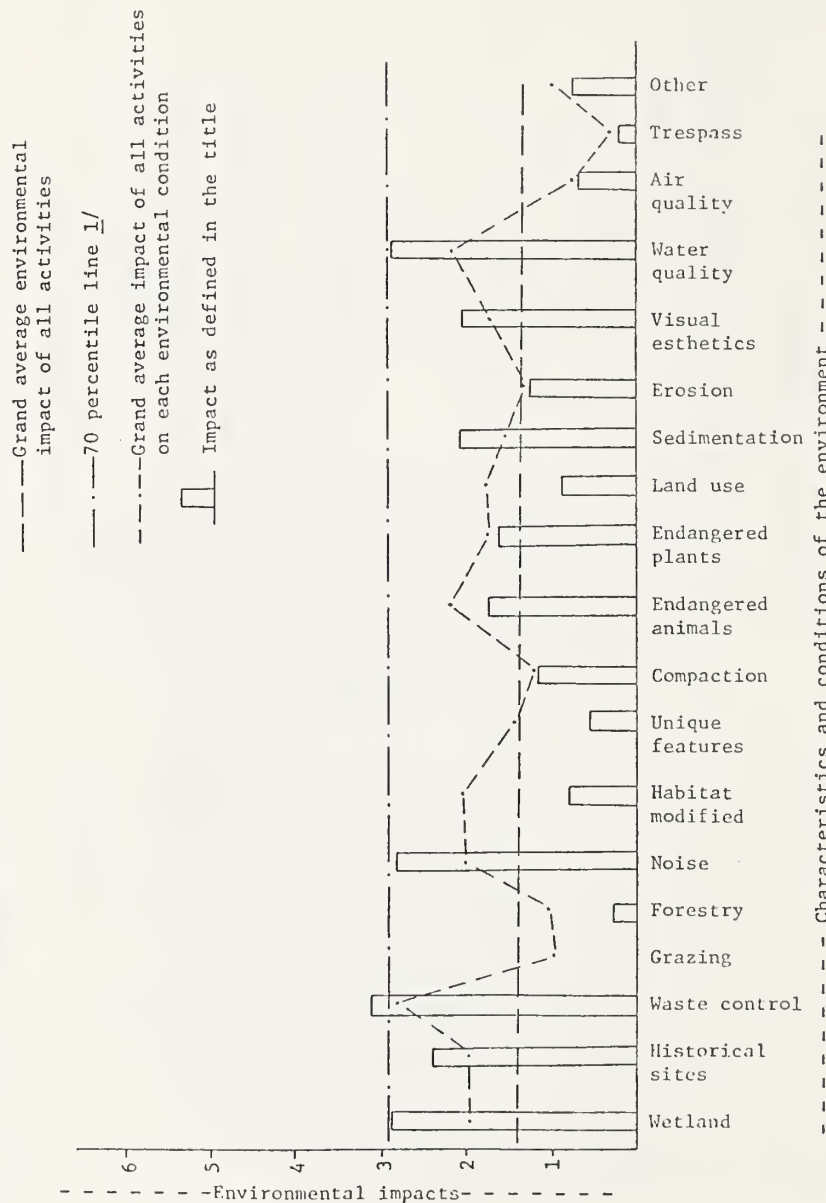 Grand average environmental
impact of all activities
70 percentile line 1/
Grand average impact of all activities
on each environmental condition
Impact as defined in the title
Other
Trespass
Air
quality
Water
quality
Visual
esthetics
Erosion
Sedimentation
Land use
Endangered
plants
Endangered
animals
Compaction
Unique
features
Habitat
modified
Noise
Forestry
Grazing
Waste control
Historical
sites
Wetland
6
5
4
3
2
1
- - - - - - -Environmental impacts- - - - - - -
- - - - - - - Characteristics and conditions of the environment - - - - - - -